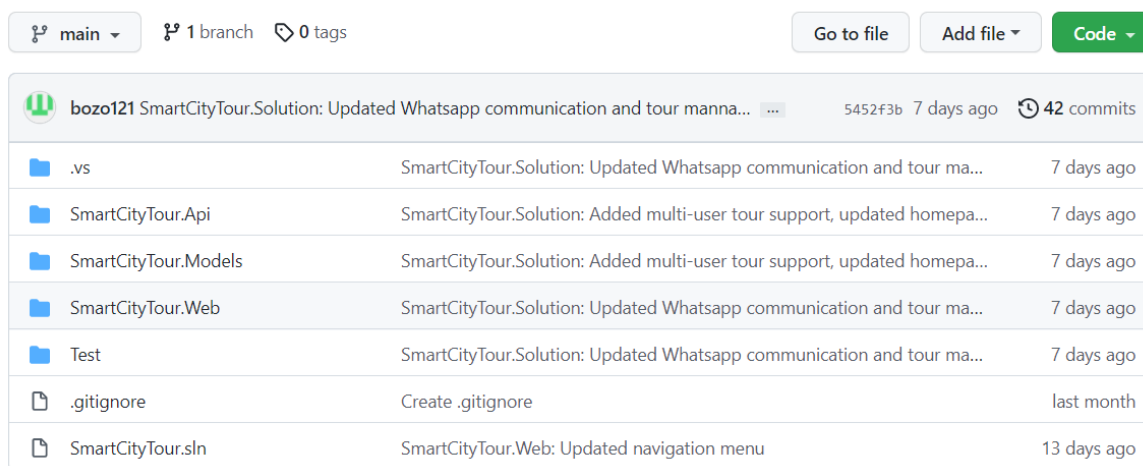 main 1 branch 0 tags Go to file Add file Code
bozo121 SmartCityTour.Solution: Updated Whatsapp communication and tour manna... ... 5452f3b 7 days ago 42 commits
.vs SmartCityTour.Solution: Updated Whatsapp communication and tour ma... 7 days ago
SmartCityTour.Api SmartCityTour.Solution: Added multi-user tour support, updated homepa... 7 days ago
SmartCityTour.Models SmartCityTour.Solution: Added multi-user tour support, updated homepa... 7 days ago
SmartCityTour.Web SmartCityTour.Solution: Updated Whatsapp communication and tour ma... 7 days ago
Test SmartCityTour.Solution: Updated Whatsapp communication and tour ma... 7 days ago
.gitignore Create .gitignore last month
SmartCityTour.sln SmartCityTour.Web: Updated navigation menu 13 days ago